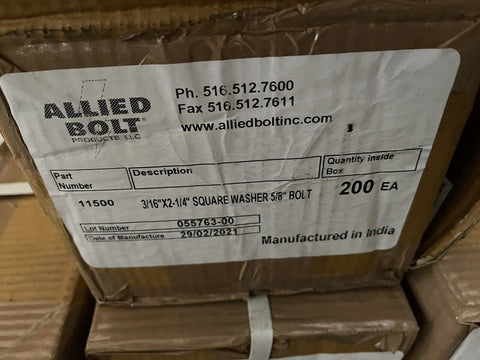 Ph. 516.512.7600
Fax 516.512.7611
www.alliedboltinc.com
ALLIED
BOLT
PRODUCTS, LLC
Part Number
Description
Quantity inside Box
11500
3/16"X2-1/4" SQUARE WASHER 5/8" BOLT
200 EA
Lot Number
055763-00
Date of Manufacture
29/02/2021
Manufactured in India